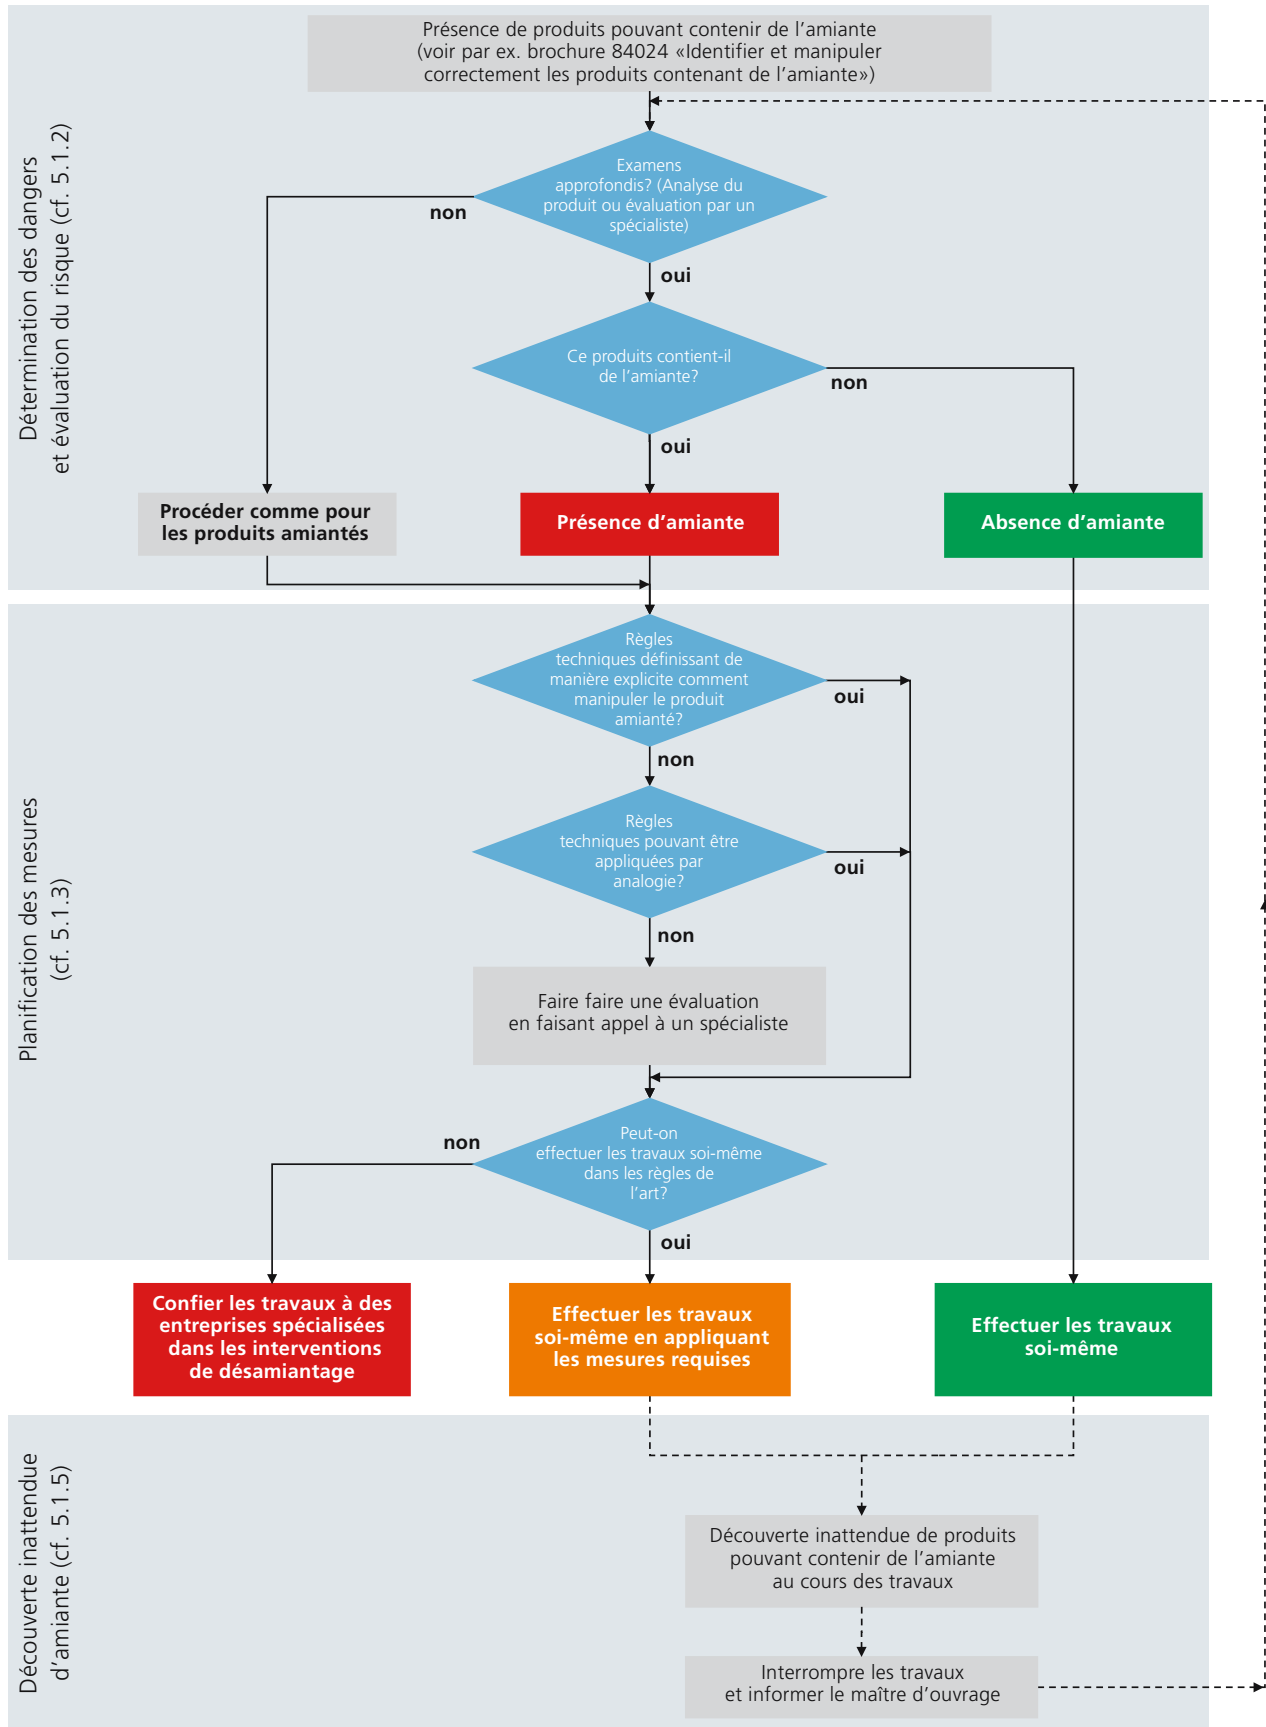 Présence de produits pouvant contenir de l’amiante
(voir par ex. brochure 84024 «Identifier et manipuler
correctement les produits contenant de l’amiante»)
Détermination des dangers
et évaluation du risque (cf. 5.1.2)
Examens
approfondis? (Analyse du
produit ou évaluation par un
spécialiste)
non
oui
Ce produits contient-il
de l’amiante?
non
oui
Procéder comme pour
les produits amiantés
Présence d’amiante
Absence d’amiante
Planification des mesures
(cf. 5.1.3)
Règles
techniques définissant de
manière explicite comment
manipuler le produit
amianté?
oui
non
Règles
techniques pouvant être
appliquées par
analogie?
oui
non
Faire faire une évaluation
en faisant appel à un spécialiste
Peut-on
effectuer les travaux soi-même
dans les règles de
l’art?
non
oui
Confier les travaux à des
entreprises spécialisées
dans les interventions
de désamiantage
Effectuer les travaux
soi-même en appliquant
les mesures requises
Effectuer les travaux
soi-même
Découverte inattendue
d’amiante (cf. 5.1.5)
Découverte inattendue de produits
pouvant contenir de l’amiante
au cours des travaux
Interrompre les travaux
et informer le maître d’ouvrage